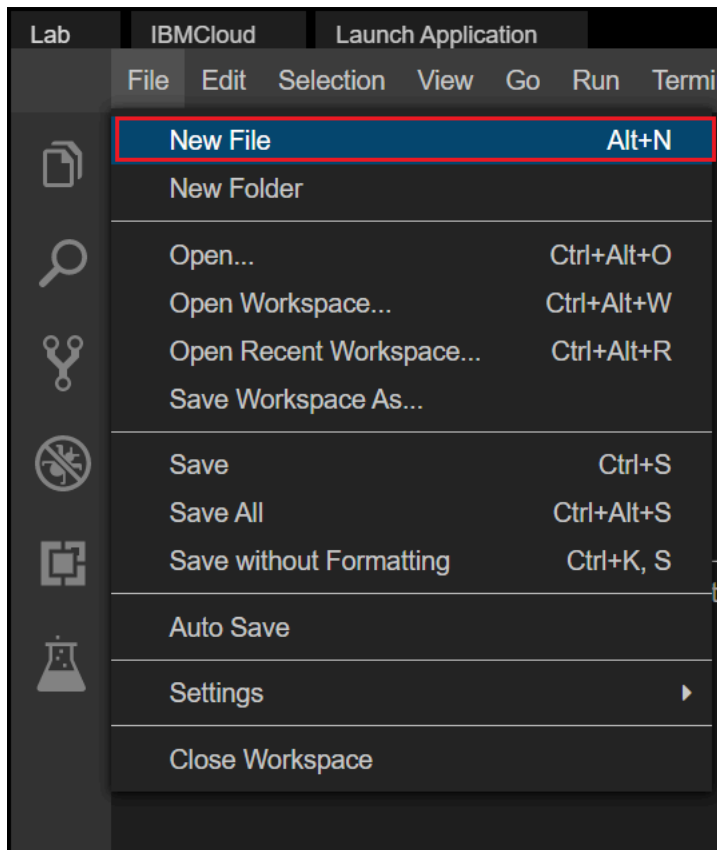 Lab IBMCloud Launch Application
File Edit Selection View Go Run Termi
New File Alt+N
New Folder
Open... Ctrl+Alt+O
Open Workspace... Ctrl+Alt+W
Open Recent Workspace... Ctrl+Alt+R
Save Workspace As...
Save Ctrl+S
Save All Ctrl+Alt+S
Save without Formatting Ctrl+K, S
Auto Save
Settings
Close Workspace